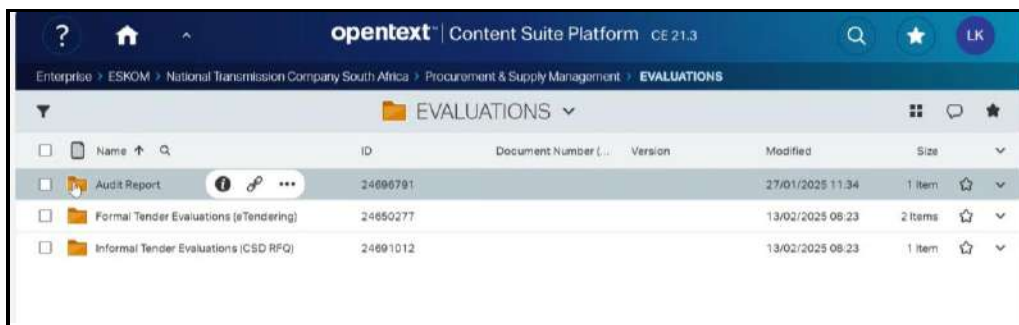 ?
opentext™ | Content Suite Platform CE 21.3
LK
Enterprise > ESKOM > National Transmission Company South Africa > Procurement & Supply Management > EVALUATIONS
EVALUATIONS
Name ID Document Number (... Version Modified Size
Audit Report 24696791 27/01/2025 11:34 1 Item
Formal Tender Evaluations (eTendering) 24650277 13/02/2025 08:23 2 Items
Informal Tender Evaluations (CSD RFQ) 24691012 13/02/2025 08:23 1 Item